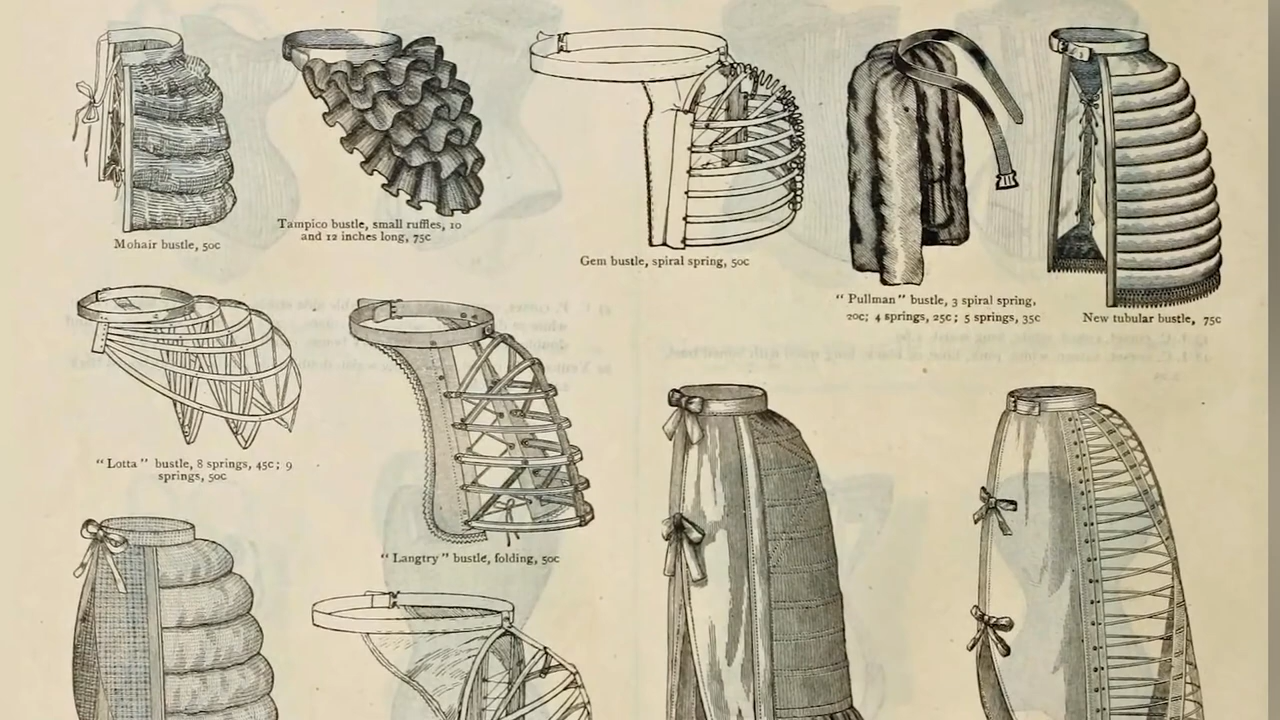 Mohair bustle, 50c
Tampico bustle, small ruffles, 10
and 12 inches long, 75c
Gem bustle, spiral spring, 50c
“ Pullman ” bustle, 3 spiral spring,
20c; 4 springs, 25c; 5 springs, 35c
New tubular bustle, 75c
“ Lotta ” bustle, 8 springs, 45c; 9
springs, 50c
“ Langtry ” bustle, folding, 50c